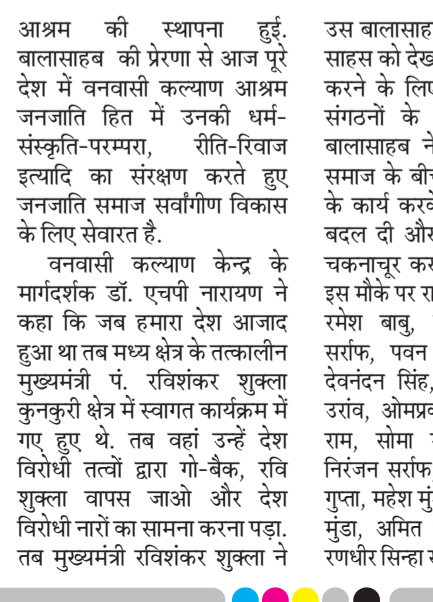 आश्रम की स्थापना हुई.
बालासाहब की प्रेरणा से आज पूरे
देश में वनवासी कल्याण आश्रम
जनजाति हित में उनकी धर्म-
संस्कृति-परम्परा, रीति-रिवाज
इत्यादि का संरक्षण करते हुए
जनजाति समाज सर्वांगीण विकास
के लिए सेवारत है.
वनवासी कल्याण केन्द्र के
मार्गदर्शक डॉ. एचपी नारायण ने
कहा कि जब हमारा देश आजाद
हुआ था तब मध्य क्षेत्र के तत्कालीन
मुख्यमंत्री पं. रविशंकर शुक्ला
कुनकुरी क्षेत्र में स्वागत कार्यक्रम में
गए हुए थे. तब वहां उन्हें देश
विरोधी तत्वों द्वारा गो-बैक, रवि
शुक्ला वापस जाओ और देश
विरोधी नारों का सामना करना पड़ा.
तब मुख्यमंत्री रविशंकर शुक्ला ने
उस बालासाह
साहस को देख
करने के लिए
संगठनों के
बालासाहब ने
समाज के बीच
के कार्य करके
बदल दी और
चकनाचूर कर
इस मौके पर रा
रमेश बाबु,
सर्राफ, पवन
देवनंदन सिंह,
उरांव, ओमप्रक
राम, सोमा
निरंजन सर्राफ
गुप्ता, महेश मुं
मुंडा, अमित
रणधीर सिन्हा